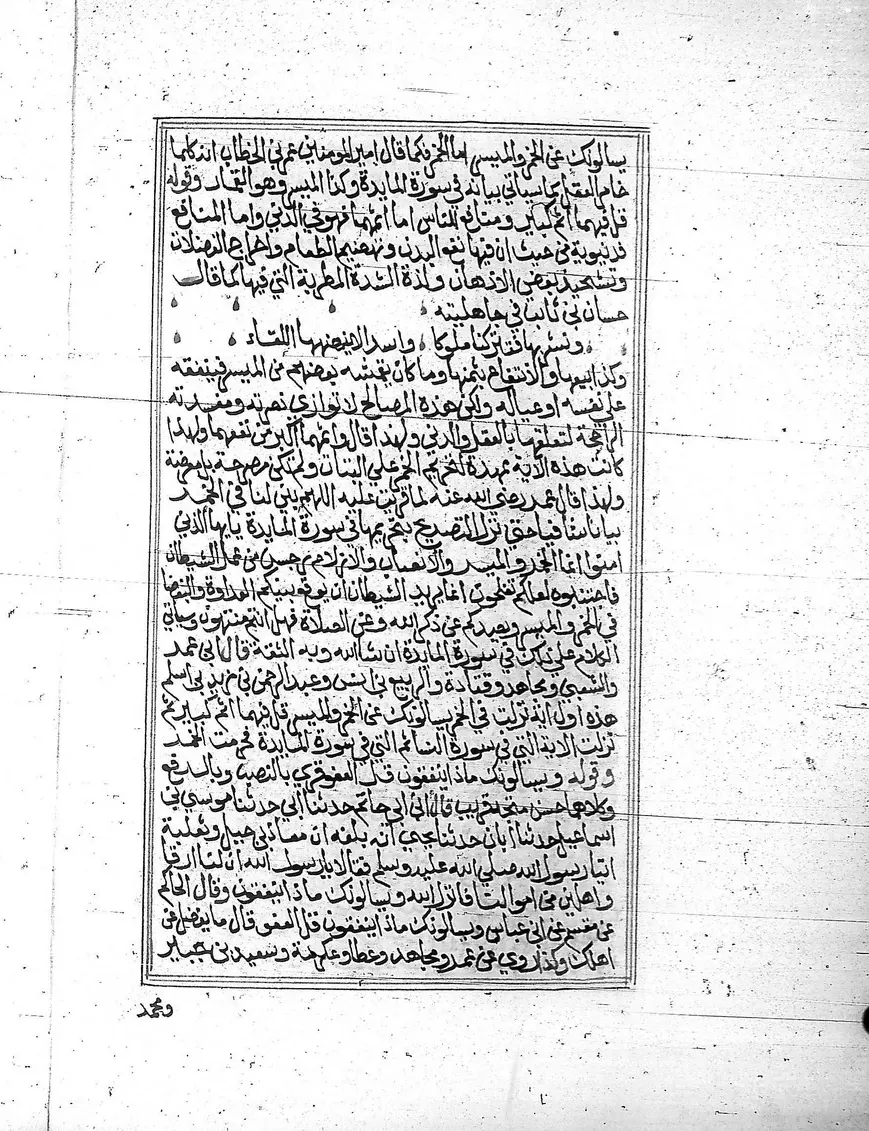 يسالونك عن الخمر والميسر اما الخمر فكما قال امير المومنين عمر بن الخطاب انه كلما
خامر العقل كما سياتي بيانه في سورة المايدة وكذا الميسر وهو القمار وقوله
قل فيهما اثم كبير ومنافع للناس اما اثمهما فهو في الدين واما المنافع
فدنيوية من حيث ان فيها نفع البدن وتهضيم الطعام واخراج الفضلات
وتشحيذ بعض الاذهان ولذة الشدة المطربة التي فيها كما قال
حسان بن ثابت في جاهليته
ونشربها فتتركنا ملوكا واسدا لا ينهنهها اللقاء
وكذا بيعها والانتفاع بثمنها وما كان يقمشه بعضهم من الميسر فينفقه
علي نفسه او عياله ولكن هذه المصالح لا توازي مضرته ومفسدته
الراجحة لتعلقها بالعقل والدين ولهذا قال واثمهما اكبر من نفعهما ولهذا
كانت هذه الاية ممهدة لتحريم الخمر علي البتات ولم تكن مصرحة بل معرضة
ولهذا قال عمر رضي الله عنه لما قريت عليه اللهم بين لنا في الخمر
بيانا شافيا حتى نزل التصريح بتحريمها في سورة المايدة يايها الذين
امنوا انما الخمر والميسر والانصاب والازلام رجس من عمل الشيطان
فاجتنبوه لعلكم تفلحون انما يريد الشيطان ان يوقع بينكم العداوة والبغضا
في الخمر والميسر ويصدكم عن ذكر الله وعن الصلاة فهل انتم منتهون وسياتي
الكلام علي ذلك في سورة المايدة ان شا الله وبه الثقة قال ابن عمر
والشعبي ومجاهد وقتادة والربيع بن انس وعبد الرحمن بن زيد بن اسلم
هذه اول اية نزلت في الخمر يسالونك عن الخمر والميسر قل فيهما اثم كبير ثم
نزلت الاية التي في سورة النسا ثم التي في سورة المايدة فحرمت الخمر
وقوله ويسالونك ماذا ينفقون قل العفو قري بالنصب وبالرفع
وكلاهما حسن متجه قريب قال ابن ابي حاتم حدثنا ابي حدثنا موسي بن
اسماعيل حدثنا ابان حدثنا يحيي انه بلغه ان معاذ بن جبل وثعلبة
اتيا رسول الله صلي الله عليه وسلم فقالا يا رسول الله ان لنا ارقا
واهلين من اموالنا فانزل الله ويسالونك ماذا ينفقون وقال الحاكم
عن مقسم عن ابن عباس ويسالونك ماذا ينفقون قل العفو قال ما يفضل عن
اهلك وكذا روي عن عمر ومجاهد وعطا وعكرمة وسعيد بن جبير
ومحمد